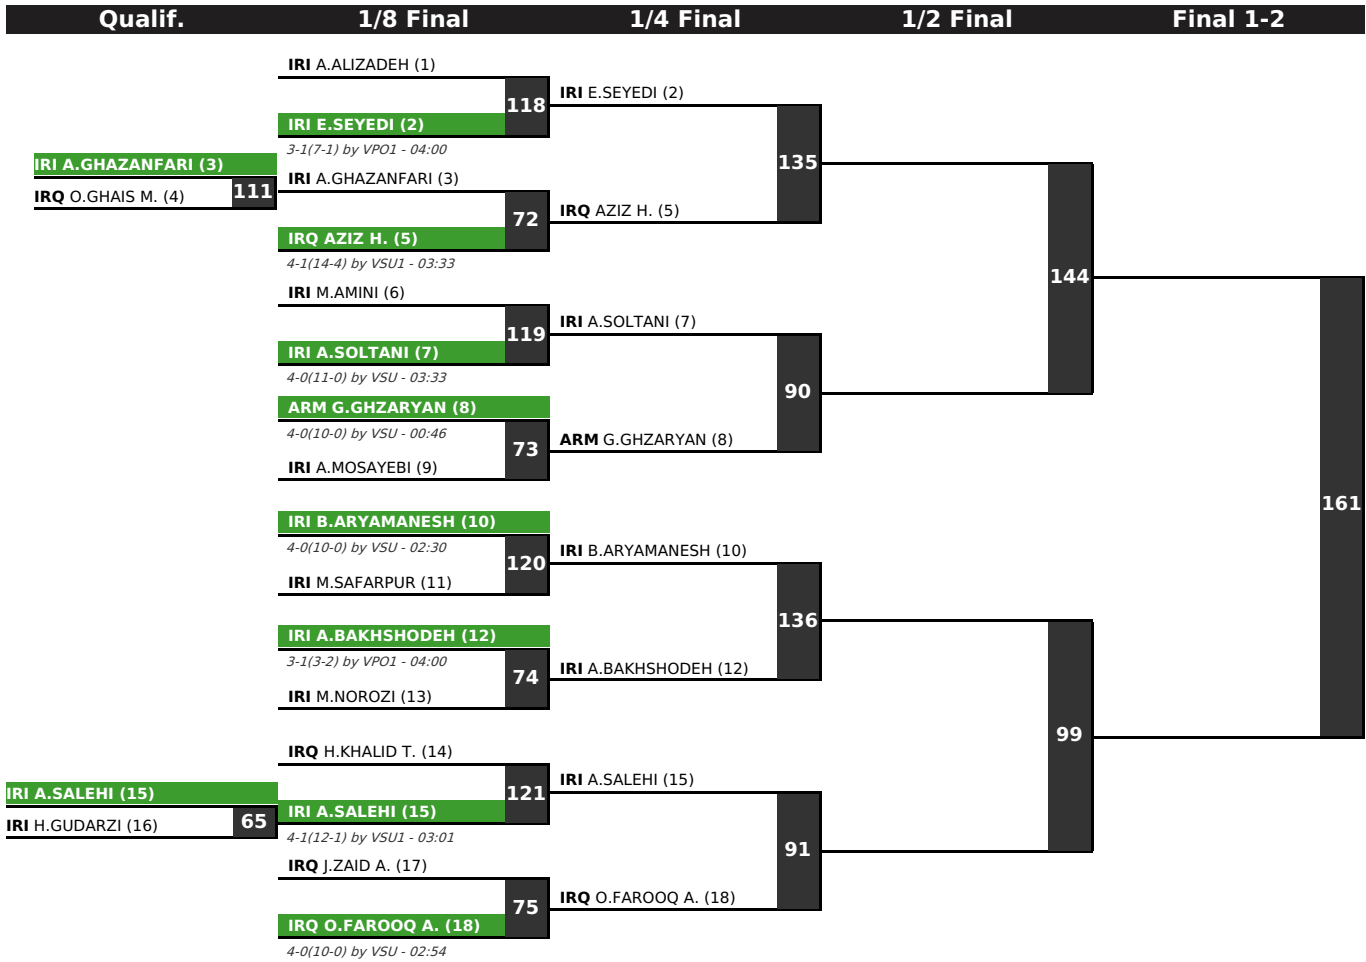 Qualif. 1/8 Final 1/4 Final 1/2 Final Final 1-2
IRI A.GHAZANFARI (3)
IRQ O.GHAIS M. (4)
111
IRI A.SALEHI (15)
IRI H.GUDARZI (16)
65
IRI A.ALIZADEH (1)
118
IRI E.SEYEDI (2)
3-1(7-1) by VPO1 - 04:00
IRI A.GHAZANFARI (3)
72
IRQ AZIZ H. (5)
4-1(14-4) by VSU1 - 03:33
IRI M.AMINI (6)
119
IRI A.SOLTANI (7)
4-0(11-0) by VSU - 03:33
ARM G.GHZARYAN (8)
4-0(10-0) by VSU - 00:46
73
IRI A.MOSAYEBI (9)
IRI B.ARYAMANESH (10)
4-0(10-0) by VSU - 02:30
120
IRI M.SAFARPUR (11)
IRI A.BAKHSHODEH (12)
3-1(3-2) by VPO1 - 04:00
74
IRI M.NOROZI (13)
IRQ H.KHALID T. (14)
121
IRI A.SALEHI (15)
4-1(12-1) by VSU1 - 03:01
IRQ J.ZAID A. (17)
75
IRQ O.FAROOQ A. (18)
4-0(10-0) by VSU - 02:54
IRI E.SEYEDI (2)
135
IRQ AZIZ H. (5)
IRI A.SOLTANI (7)
90
ARM G.GHZARYAN (8)
IRI B.ARYAMANESH (10)
136
IRI A.BAKHSHODEH (12)
IRI A.SALEHI (15)
91
IRQ O.FAROOQ A. (18)
144
99
161